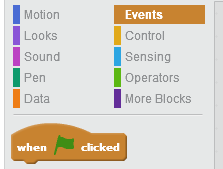 Motion
Events
Looks
Control
Sound
Sensing
Pen
Operators
Data
More Blocks
when clicked